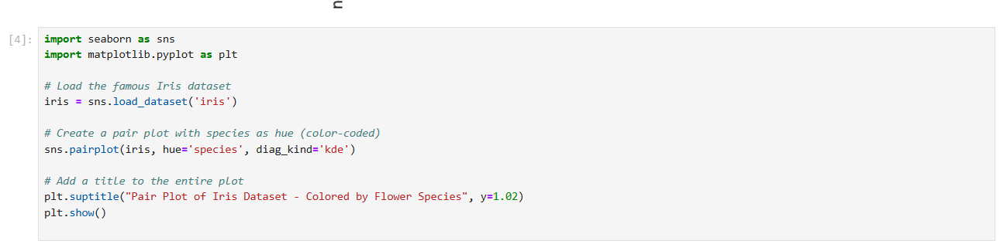 [4]:
import seaborn as sns
import matplotlib.pyplot as plt
# Load the famous Iris dataset
iris = sns.load_dataset('iris')
# Create a pair plot with species as hue (color-coded)
sns.pairplot(iris, hue='species', diag_kind='kde')
# Add a title to the entire plot
plt.suptitle("Pair Plot of Iris Dataset - Colored by Flower Species", y=1.02)
plt.show()